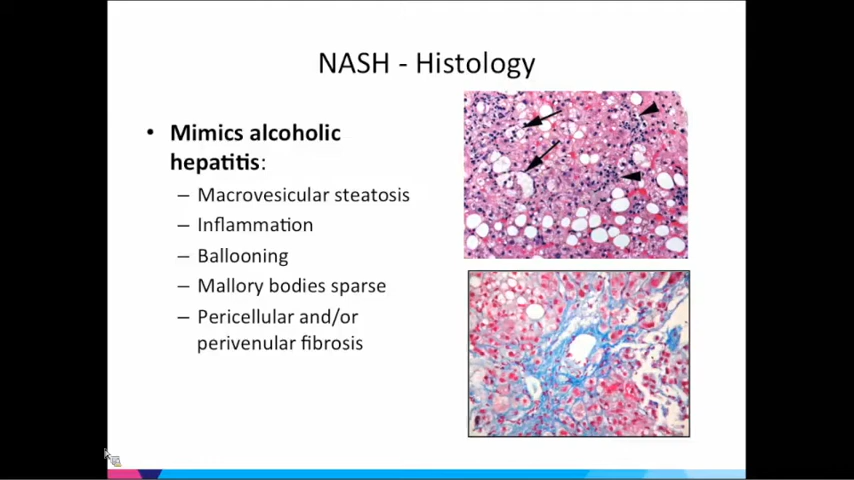 NASH - Histology
• Mimics alcoholic
hepatitis:
– Macrovesicular steatosis
– Inflammation
– Ballooning
– Mallory bodies sparse
– Pericellular and/or
perivenular fibrosis